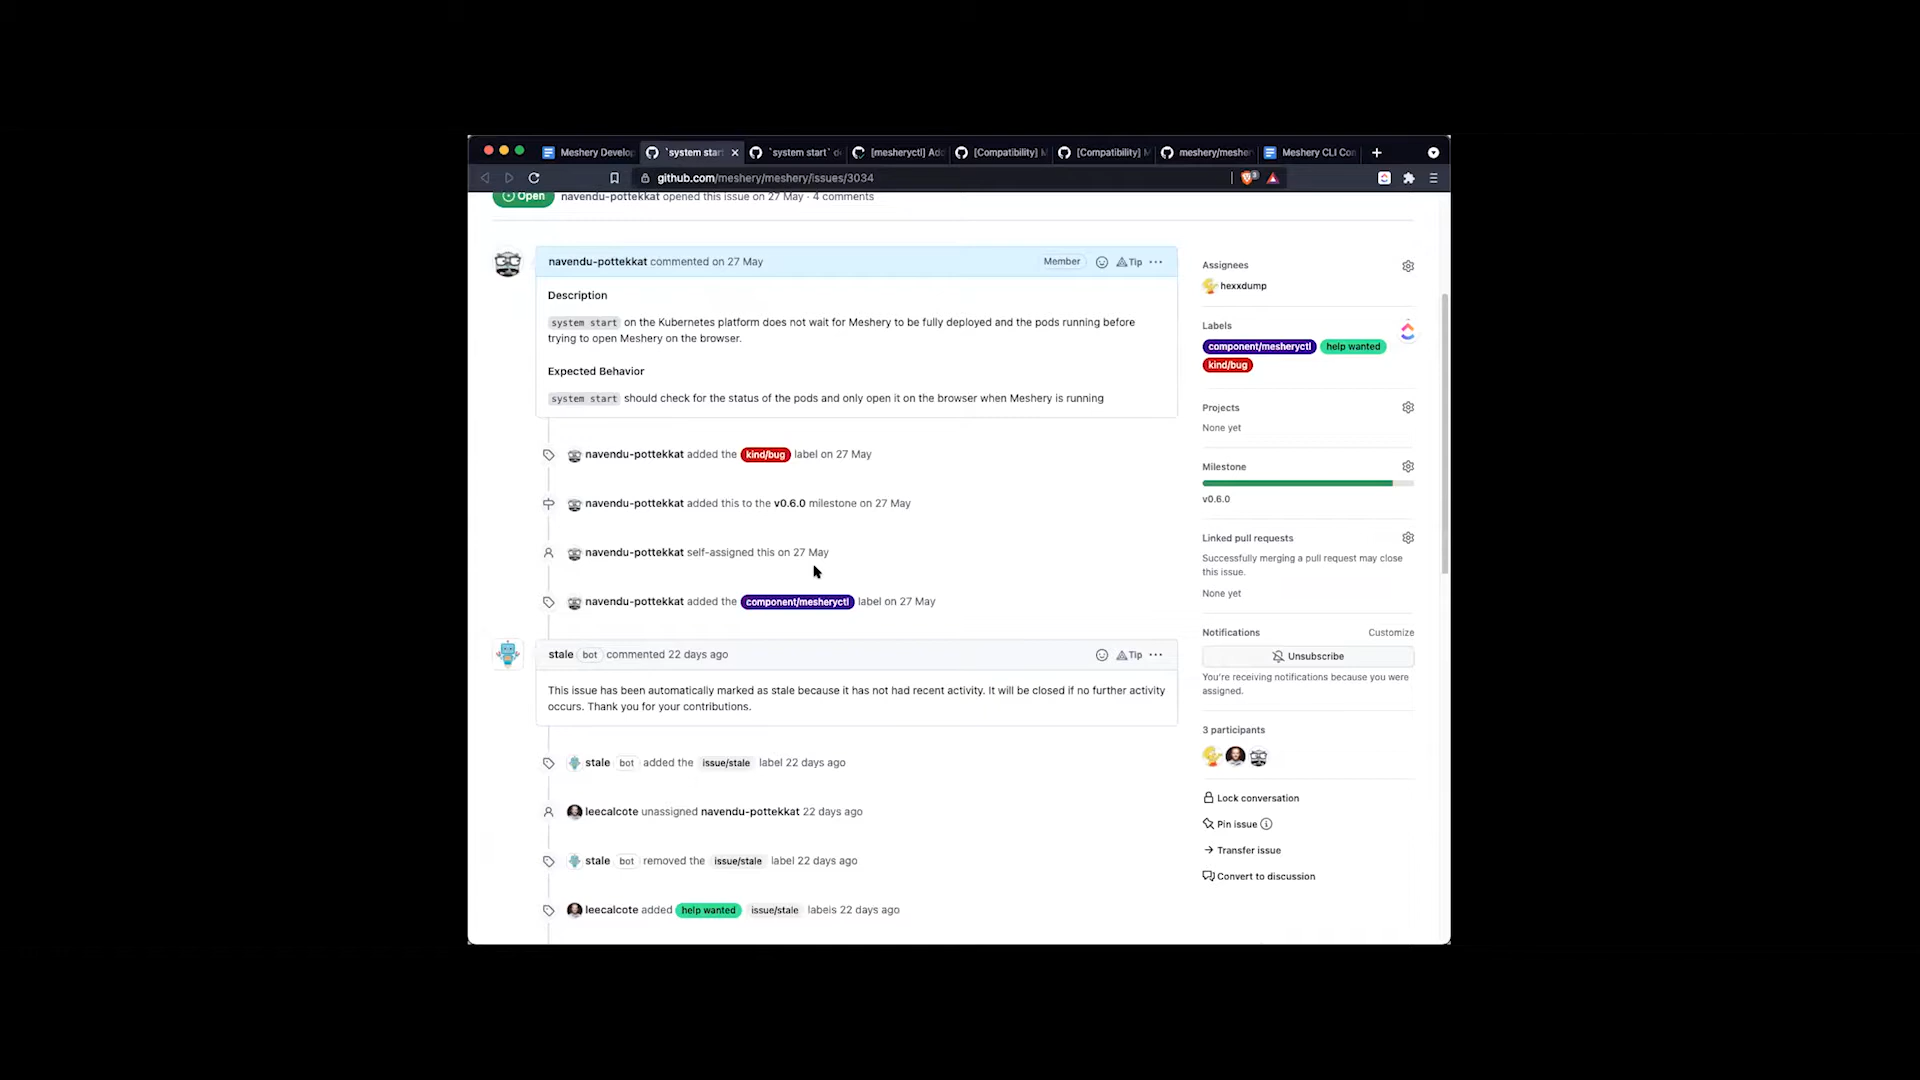 Meshery Develop
`system star
`system start` d
[mesheryctl] Add
[Compatibility] M
[Compatibility] M
meshery/meshe
Meshery CLI Con
github.com/meshery/meshery/issues/3034
Open navendu-pottekkat opened this issue on 27 May · 4 comments
navendu-pottekkat commented on 27 May
Member
Tip
Description
system start on the Kubernetes platform does not wait for Meshery to be fully deployed and the pods running before
trying to open Meshery on the browser.
Expected Behavior
system start should check for the status of the pods and only open it on the browser when Meshery is running
navendu-pottekkat added the kind/bug label on 27 May
navendu-pottekkat added this to the v0.6.0 milestone on 27 May
navendu-pottekkat self-assigned this on 27 May
navendu-pottekkat added the component/mesheryctl label on 27 May
stale bot commented 22 days ago
Tip
This issue has been automatically marked as stale because it has not had recent activity. It will be closed if no further activity
occurs. Thank you for your contributions.
stale bot added the issue/stale label 22 days ago
leecalcote unassigned navendu-pottekkat 22 days ago
stale bot removed the issue/stale label 22 days ago
leecalcote added help wanted issue/stale labels 22 days ago
Assignees
hexxdump
Labels
component/mesheryctl help wanted
kind/bug
Projects
None yet
Milestone
v0.6.0
Linked pull requests
Successfully merging a pull request may close
this issue.
None yet
Notifications
Customize
Unsubscribe
You're receiving notifications because you were
assigned.
3 participants
Lock conversation
Pin issue
Transfer issue
Convert to discussion